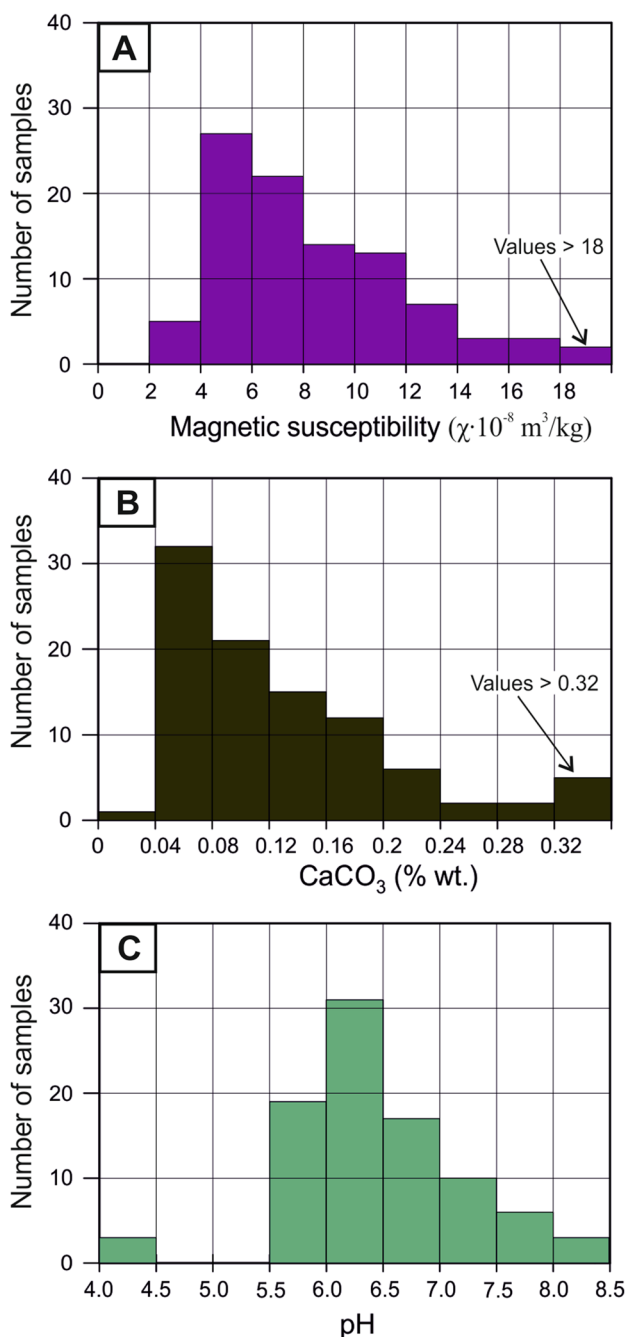 A
Number of samples
40
30
20
10
0
Values > 18
0 2 4 6 8 10 12 14 16 18
Magnetic susceptibility (χ·10⁻⁸ m³/kg)
B
Number of samples
40
30
20
10
0
Values > 0.32
0 0.04 0.08 0.12 0.16 0.2 0.24 0.28 0.32
CaCO₃ (% wt.)
C
Number of samples
40
30
20
10
0
4.0 4.5 5.0 5.5 6.0 6.5 7.0 7.5 8.0 8.5
pH